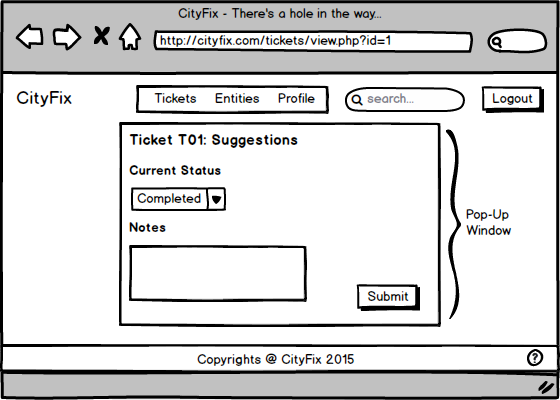 CityFix - There's a hole in the way...
http://cityfix.com/tickets/view.php?id=1
CityFix
Tickets Entities Profile
search...
Logout
Ticket T01: Suggestions
Current Status
Completed
Notes
Submit
Pop-Up
Window
Copyrights @ CityFix 2015
?